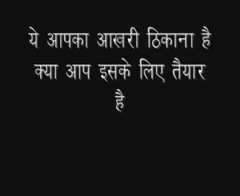 ये आपका आखरी ठिकाना है
क्या आप इसके लिए तैयार
है